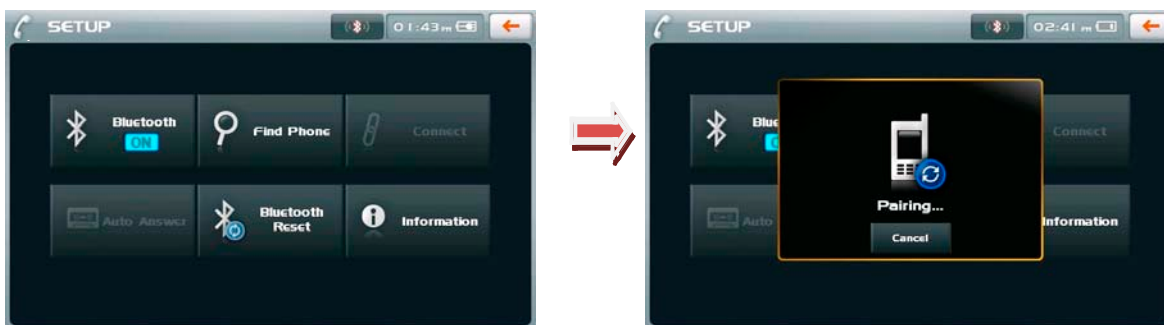 SETUP
01:43
Bluetooth
ON
Find Phone
Connect
Auto Answer
Bluetooth
Reset
Information
SETUP
02:41
Blue
Connect
Auto
Information
Pairing...
Cancel